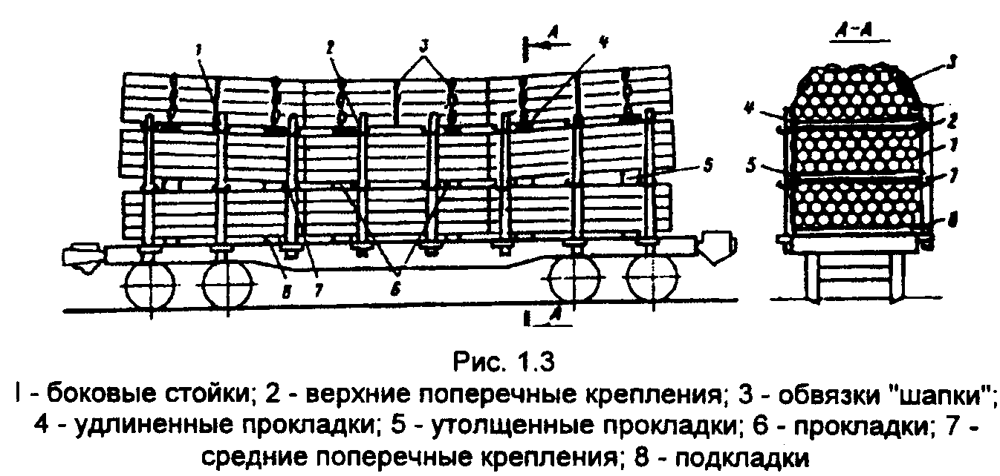 А
1
2
3
4
А-А
3
4
2
1
5
5
7
8
8
7
6
А
Рис. 1.3
I - боковые стойки; 2 - верхние поперечные крепления; 3 - обвязки "шапки";
4 - удлиненные прокладки; 5 - утолщенные прокладки; 6 - прокладки; 7 -
средние поперечные крепления; 8 - подкладки